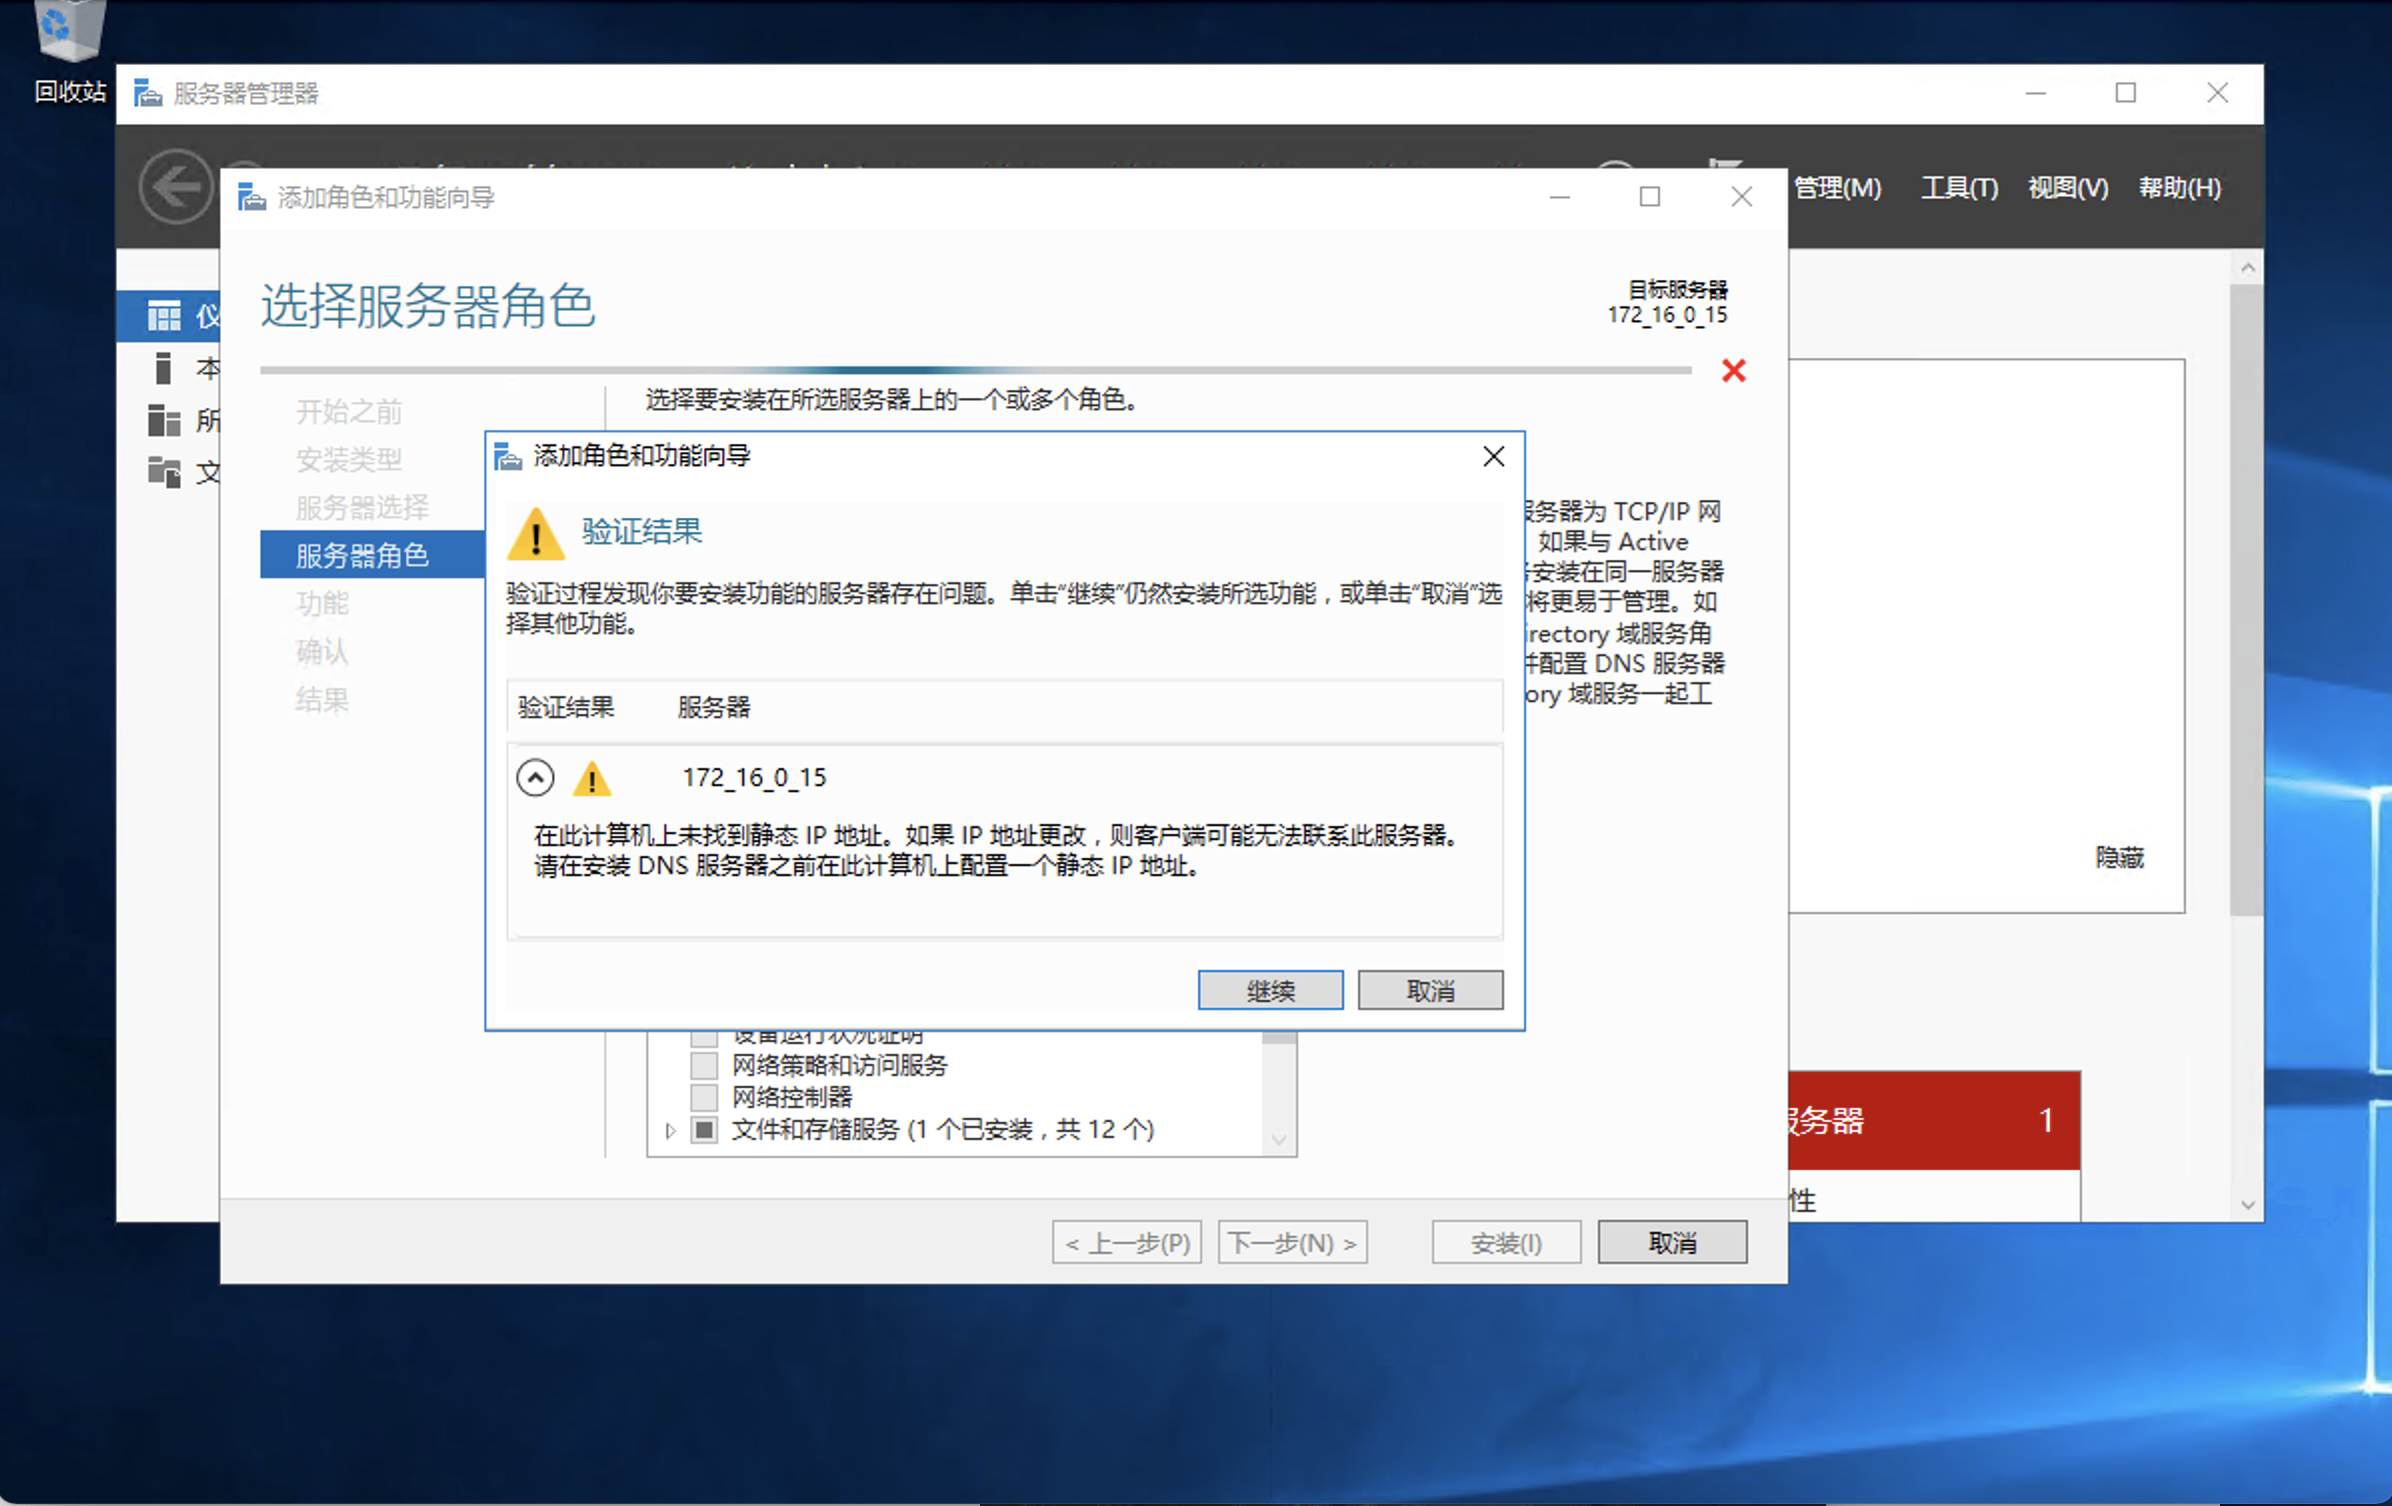 回收站
服务器管理器
管理(M)
工具(T)
视图(V)
帮助(H)
仪
本
所
文
添加角色和功能向导
选择服务器角色
目标服务器
172_16_0_15
开始之前
安装类型
服务器选择
服务器角色
功能
确认
结果
选择要安装在所选服务器上的一个或多个角色。
服务器为 TCP/IP 网
如果与 Active
安装在同一服务器
将更易于管理。如
irectory 域服务角
并配置 DNS 服务器
ory 域服务一起工
添加角色和功能向导
验证结果
验证过程发现你要安装功能的服务器存在问题。单击“继续”仍然安装所选功能，或单击“取消”选
择其他功能。
验证结果
服务器
172_16_0_15
在此计算机上未找到静态 IP 地址。如果 IP 地址更改，则客户端可能无法联系此服务器。
请在安装 DNS 服务器之前在此计算机上配置一个静态 IP 地址。
继续
取消
设备运行状况证明
网络策略和访问服务
网络控制器
文件和存储服务 (1 个已安装，共 12 个)
< 上一步(P)
下一步(N) >
安装(I)
取消
隐藏
服务器
1
性